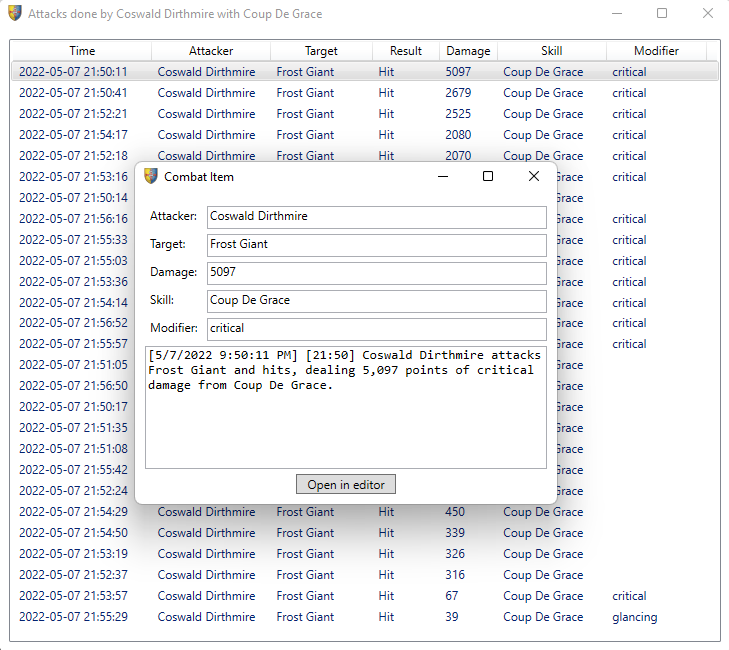 Attacks done by Coswald Dirthmire with Coup De Grace
Time Attacker Target Result Damage Skill Modifier
2022-05-07 21:50:11 Coswald Dirthmire Frost Giant Hit 5097 Coup De Grace critical
2022-05-07 21:50:41 Coswald Dirthmire Frost Giant Hit 2679 Coup De Grace critical
2022-05-07 21:52:21 Coswald Dirthmire Frost Giant Hit 2525 Coup De Grace critical
2022-05-07 21:54:17 Coswald Dirthmire Frost Giant Hit 2080 Coup De Grace critical
2022-05-07 21:52:18 Coswald Dirthmire Frost Giant Hit 2070 Coup De Grace critical
2022-05-07 21:53:16 Grace critical
2022-05-07 21:50:14 Grace
2022-05-07 21:56:16 Grace critical
2022-05-07 21:55:33 Grace critical
2022-05-07 21:55:03 Grace critical
2022-05-07 21:53:36 Grace critical
2022-05-07 21:54:14 Grace critical
2022-05-07 21:56:52 Grace critical
2022-05-07 21:55:57 Grace critical
2022-05-07 21:51:05 Grace
2022-05-07 21:56:50 Grace
2022-05-07 21:50:17 Grace
2022-05-07 21:51:35 Grace
2022-05-07 21:51:08 Grace
2022-05-07 21:55:42 Grace
2022-05-07 21:52:24 Grace
2022-05-07 21:54:29 Coswald Dirthmire Frost Giant Hit 450 Coup De Grace
2022-05-07 21:54:50 Coswald Dirthmire Frost Giant Hit 339 Coup De Grace
2022-05-07 21:53:19 Coswald Dirthmire Frost Giant Hit 326 Coup De Grace
2022-05-07 21:52:37 Coswald Dirthmire Frost Giant Hit 316 Coup De Grace
2022-05-07 21:53:57 Coswald Dirthmire Frost Giant Hit 67 Coup De Grace critical
2022-05-07 21:55:29 Coswald Dirthmire Frost Giant Hit 39 Coup De Grace glancing
Combat Item
Attacker: Coswald Dirthmire
Target: Frost Giant
Damage: 5097
Skill: Coup De Grace
Modifier: critical
[5/7/2022 9:50:11 PM] [21:50] Coswald Dirthmire attacks
Frost Giant and hits, dealing 5,097 points of critical
damage from Coup De Grace.
Open in editor